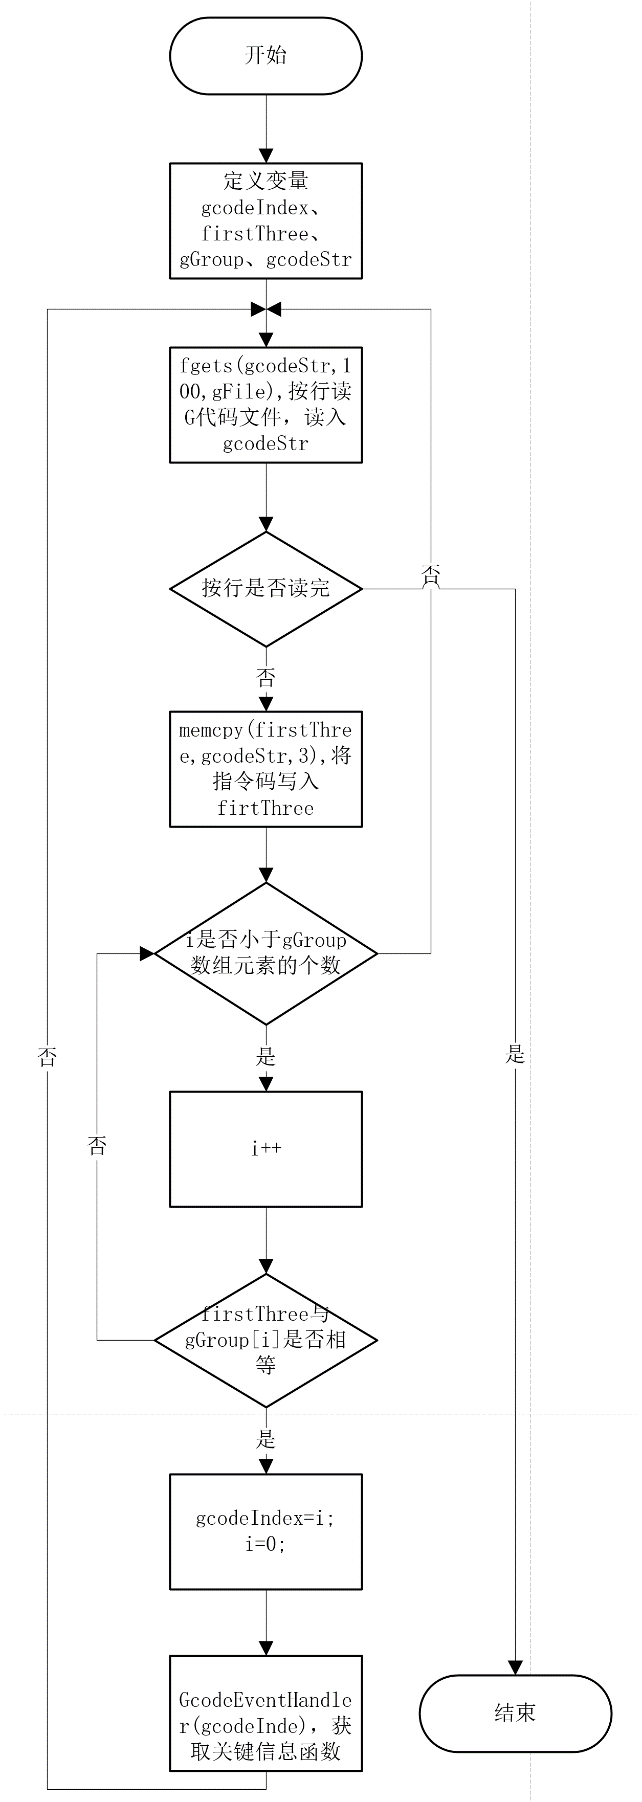 开始
定义变量
gcodeIndex、
firstThree、
gGroup、gcodeStr
fgets(gcodeStr,1
00,gFile),按行读
G代码文件，读入
gcodeStr
否
按行是否读完
否
memcpy(firstThre
e,gcodeStr,3),将
指令码写入
firtThree
i是否小于gGroup
数组元素的个数
是
否
是
否
i++
firstThree与
gGroup[i]是否相
等
是
gcodeIndex=i;
i=0;
GcodeEventHandle
r(gcodeInde)，获
取关键信息函数
结束